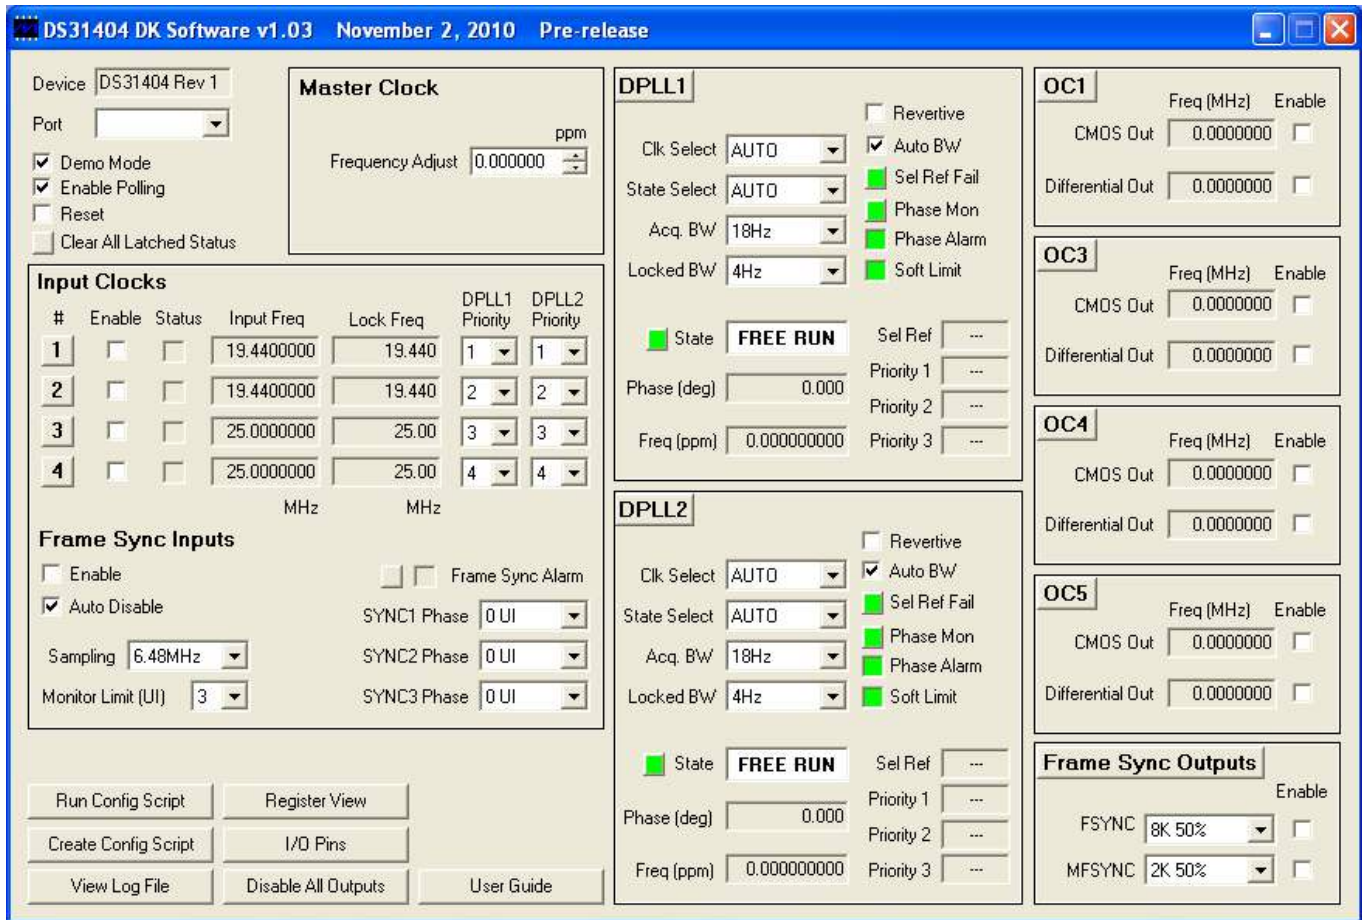 DS31404 DK Software v1.03 November 2, 2010 Pre-release
Device DS31404 Rev 1
Port
Demo Mode
Enable Polling
Reset
Clear All Latched Status
Master Clock
ppm
Frequency Adjust 0.000000
Input Clocks
# Enable Status Input Freq Lock Freq DPLL1 Priority DPLL2 Priority
1 19.4400000 19.440 1 1
2 19.4400000 19.440 2 2
3 25.0000000 25.00 3 3
4 25.0000000 25.00 4 4
MHz MHz
Frame Sync Inputs
Enable Frame Sync Alarm
Auto Disable SYNC1 Phase 0 UI
Sampling 6.48MHz SYNC2 Phase 0 UI
Monitor Limit (UI) 3 SYNC3 Phase 0 UI
Run Config Script Register View
Create Config Script I/O Pins
View Log File Disable All Outputs User Guide
DPLL1
Revertive
Clk Select AUTO Auto BW
State Select AUTO Sel Ref Fail
Phase Mon
Acq. BW 18Hz Phase Alarm
Locked BW 4Hz Soft Limit
State FREE RUN Sel Ref ---
Priority 1 ---
Phase (deg) 0.000
Priority 2 ---
Freq (ppm) 0.000000000 Priority 3 ---
DPLL2
Revertive
Clk Select AUTO Auto BW
State Select AUTO Sel Ref Fail
Phase Mon
Acq. BW 18Hz Phase Alarm
Locked BW 4Hz Soft Limit
State FREE RUN Sel Ref ---
Priority 1 ---
Phase (deg) 0.000
Priority 2 ---
Freq (ppm) 0.000000000 Priority 3 ---
OC1
Freq (MHz) Enable
CMOS Out 0.0000000
Differential Out 0.0000000
OC3
Freq (MHz) Enable
CMOS Out 0.0000000
Differential Out 0.0000000
OC4
Freq (MHz) Enable
CMOS Out 0.0000000
Differential Out 0.0000000
OC5
Freq (MHz) Enable
CMOS Out 0.0000000
Differential Out 0.0000000
Frame Sync Outputs
Enable
FSYNC 8K 50%
MFSYNC 2K 50%